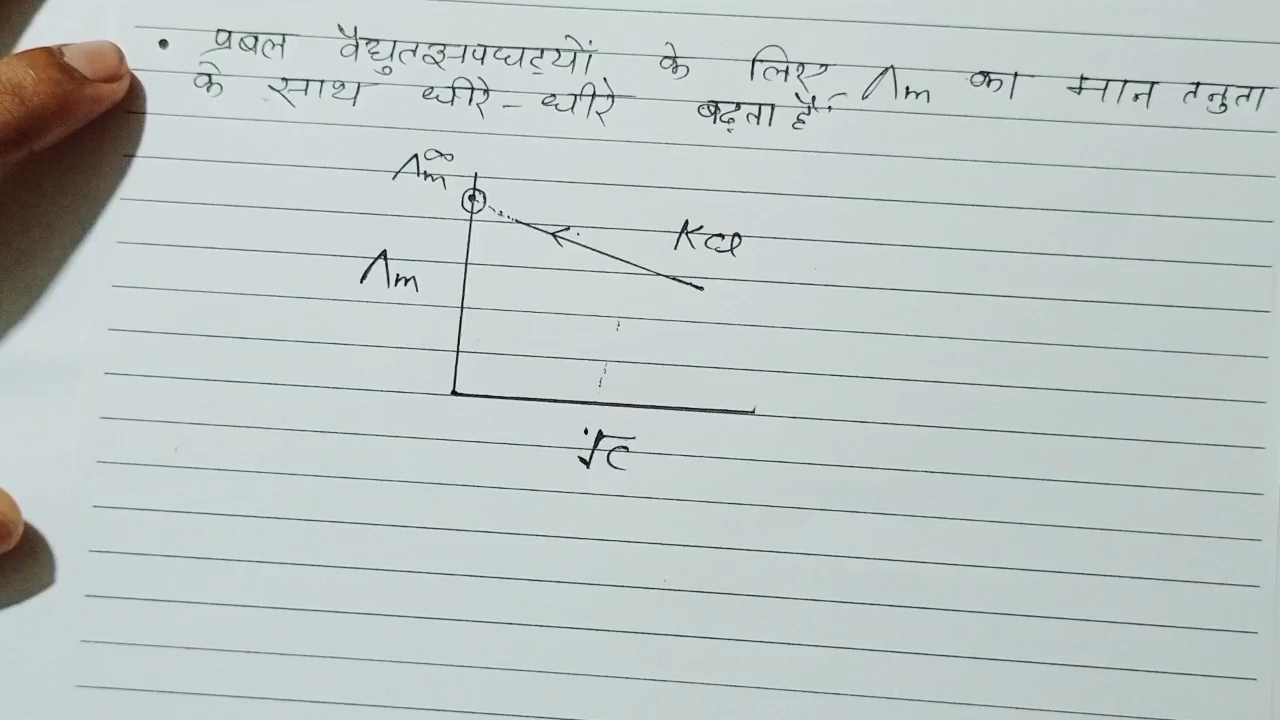 • प्रबल वैद्युतअपघट्यों के लिए Λm का मान तनुता
के साथ धीरे-धीरे बढ़ता है।
Λm∞
KCl
Λm
√C